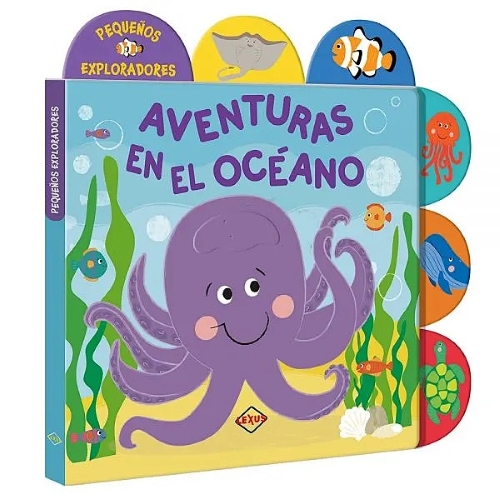 PEQUEÑOS
EXPLORADORES
PEQUEÑOS EXPLORADORES
AVENTURAS
EN EL OCÉANO
LEXUS